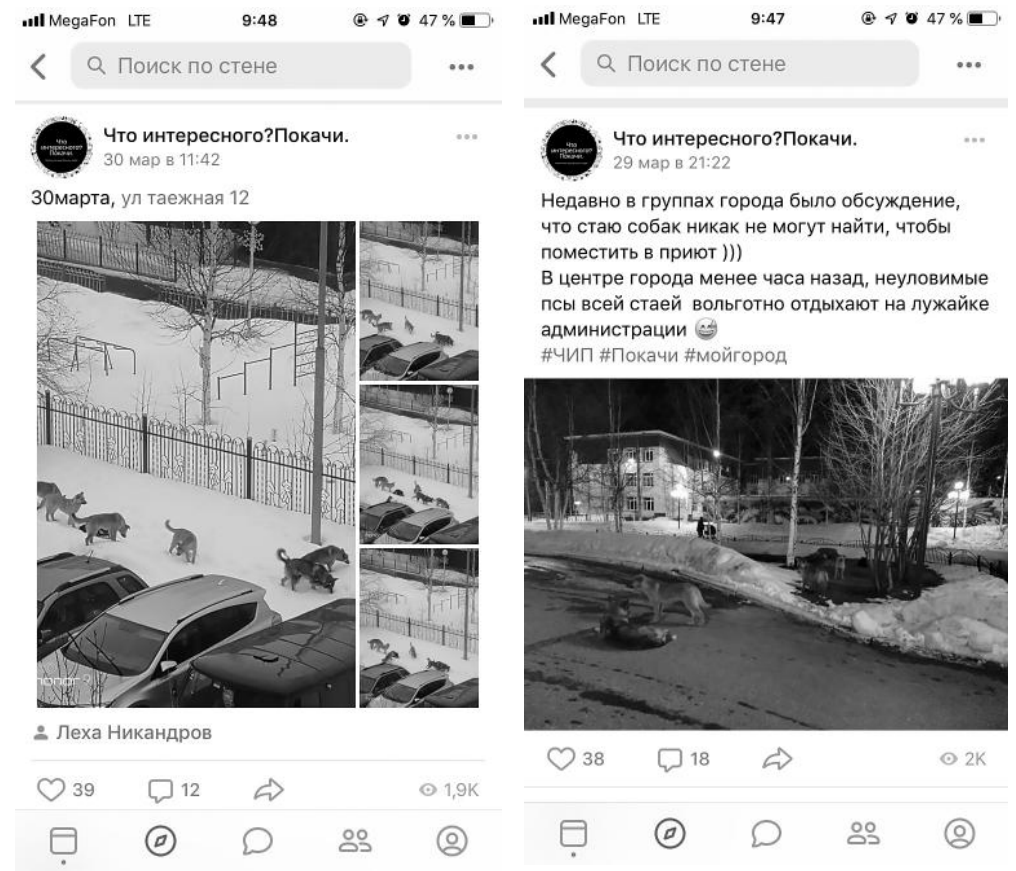 MegaFon LTE 9:48 47 %
Поиск по стене
Что интересного?Покачи.
30 мар в 11:42
30марта, ул таежная 12
honor 9
Леха Никандров
39 12 1,9K
MegaFon LTE 9:47 47 %
Поиск по стене
Что интересного?Покачи.
29 мар в 21:22
Недавно в группах города было обсуждение,
что стаю собак никак не могут найти, чтобы
поместить в приют )))
В центре города менее часа назад, неуловимые
псы всей стаей вольготно отдыхают на лужайке
администрации
#ЧИП #Покачи #мойгород
38 18 2K